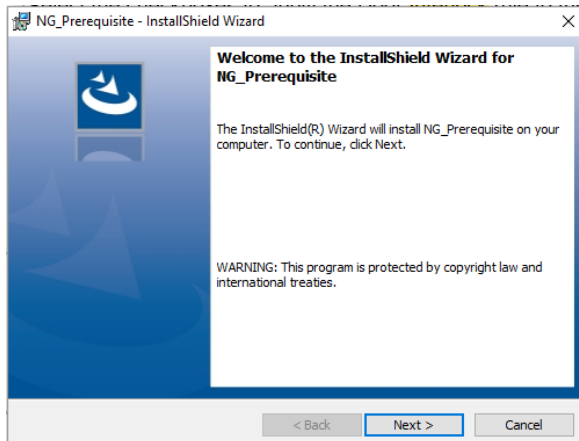 NG_Prerequisite - InstallShield Wizard
Welcome to the InstallShield Wizard for
NG_Prerequisite
The InstallShield(R) Wizard will install NG_Prerequisite on your
computer. To continue, click Next.
WARNING: This program is protected by copyright law and
international treaties.
< Back
Next >
Cancel